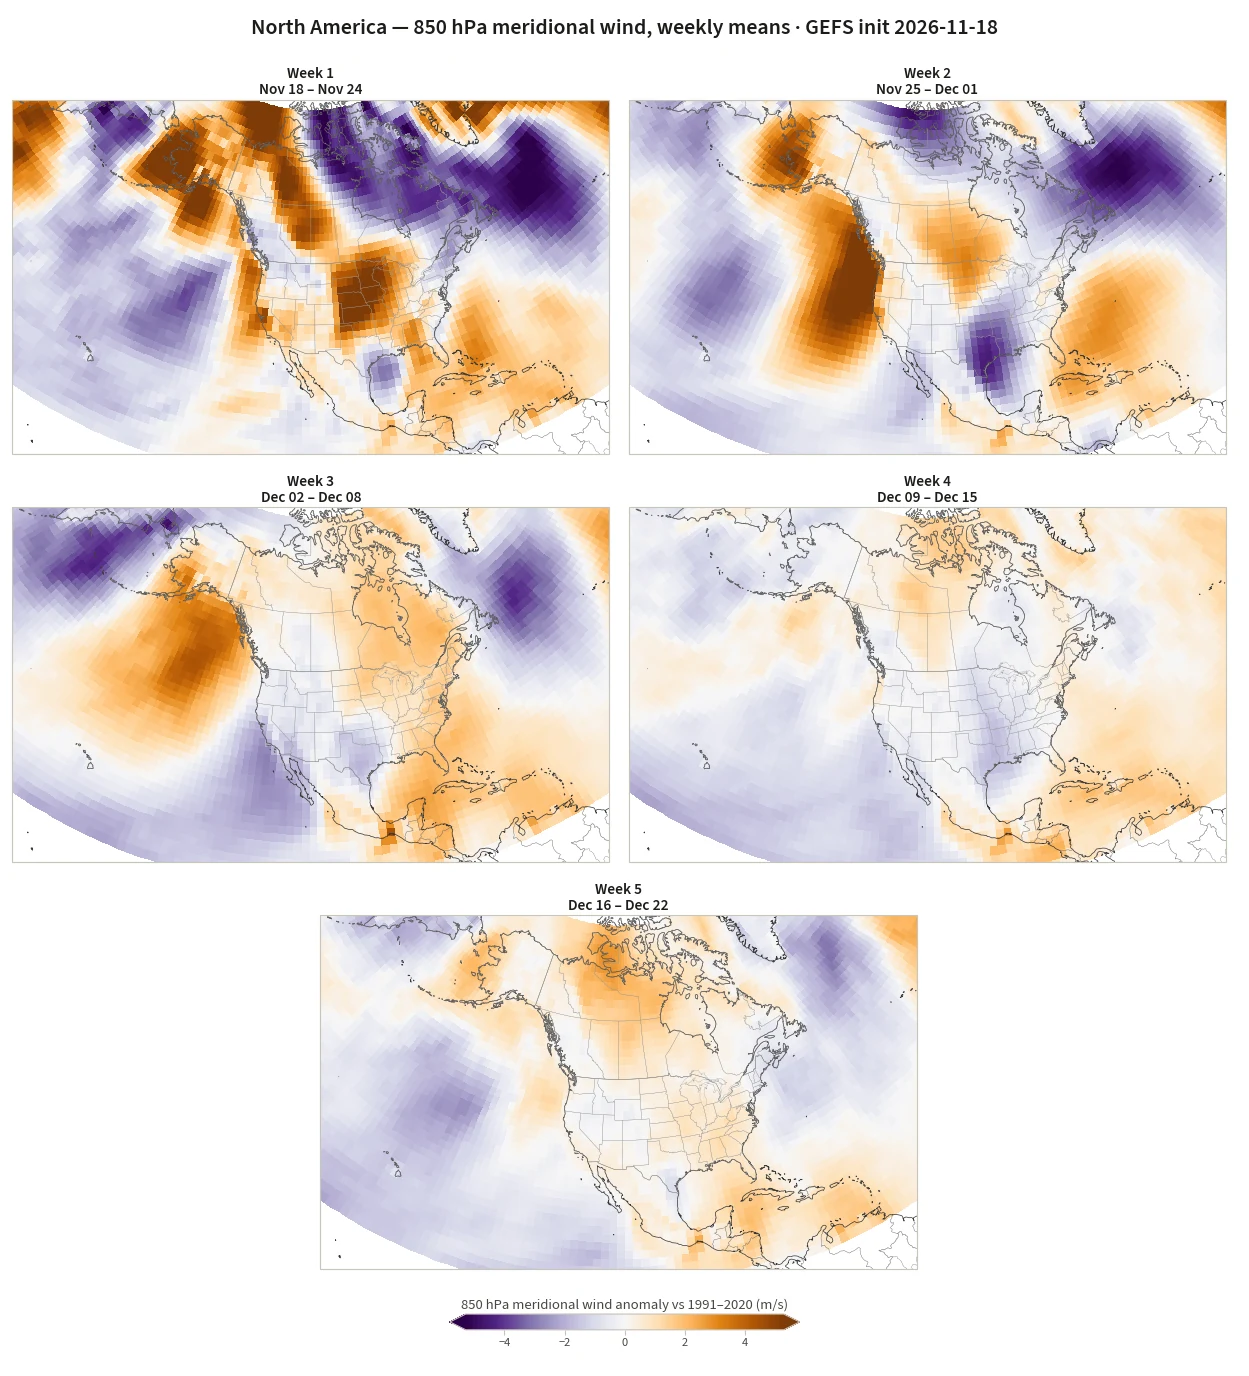 North America — 850 hPa meridional wind, weekly means · GEFS init 2026-11-18
Week 1
Nov 18 – Nov 24
Week 2
Nov 25 – Dec 01
Week 3
Dec 02 – Dec 08
Week 4
Dec 09 – Dec 15
Week 5
Dec 16 – Dec 22
850 hPa meridional wind anomaly vs 1991–2020 (m/s)
−4 −2 0 2 4